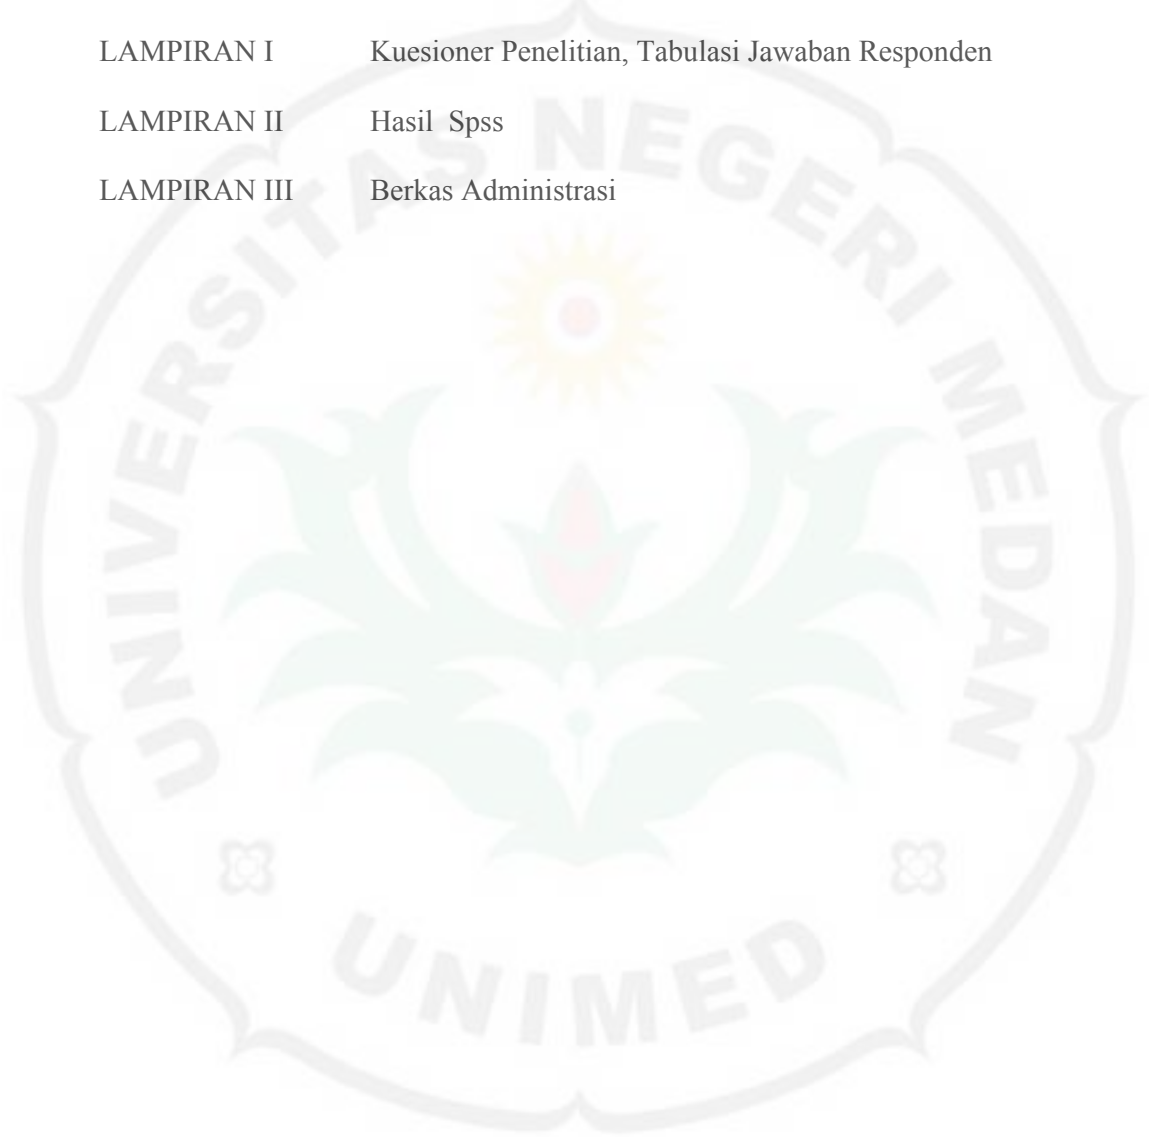 LAMPIRAN I Kuesioner Penelitian, Tabulasi Jawaban Responden
LAMPIRAN II Hasil Spss
LAMPIRAN III Berkas Administrasi
UNIVERSITAS NEGERI MEDAN
UNIMED